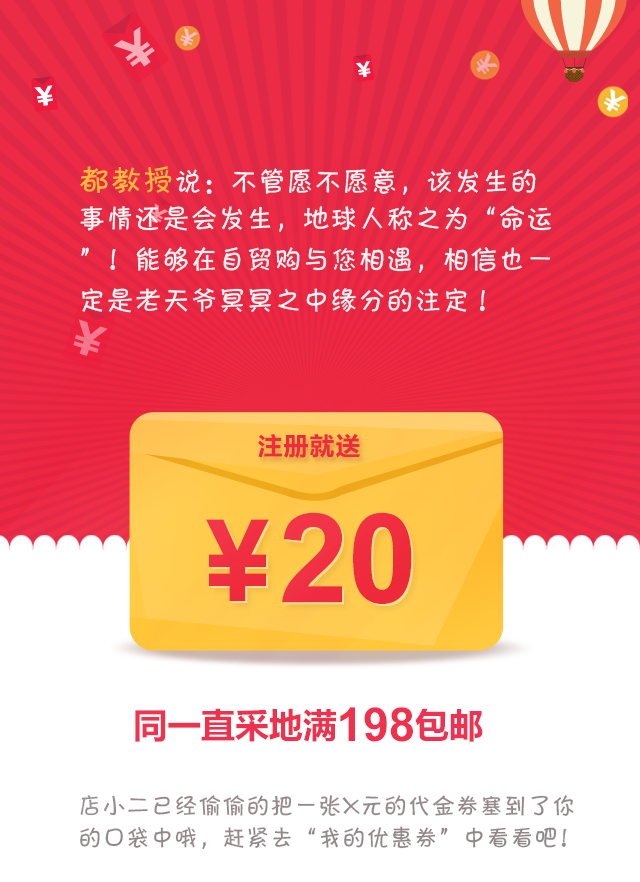 ¥
¥
¥
¥
¥
¥
都教授说：不管愿不愿意，该发生的
事情还是会发生，地球人称之为“命运
”！能够在自贸购与您相遇，相信也一
定是老天爷冥冥之中缘分的注定！
¥
¥
注册就送
¥20
同一直采地满198包邮
店小二已经偷偷的把一张X元的代金券塞到了你
的口袋中哦，赶紧去“我的优惠券”中看看吧！